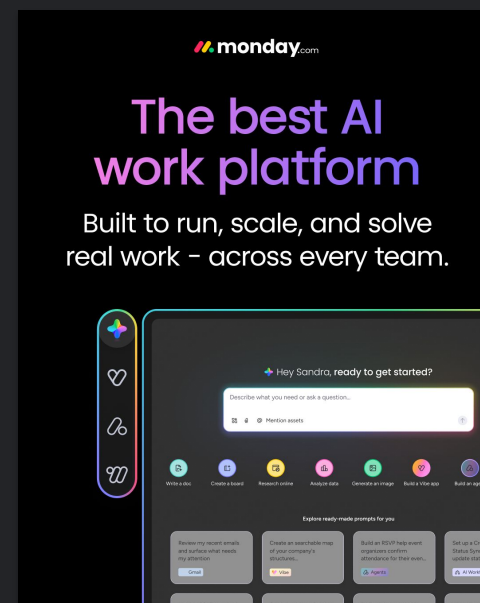 monday.com
The best AI
work platform
Built to run, scale, and solve
real work - across every team.
Hey Sandra, ready to get started?
Describe what you need or ask a question...
Mention assets
Write a doc
Create a board
Research online
Analyze data
Generate an image
Build a Vibe app
Build an age
Explore ready-made prompts for you
Review my recent emails
and surface what needs
my attention
Gmail
Create an searchable map
of your company's
structures...
Vibe
Build an RSVP help event
organizers confirm
attendance for their even...
Agents
Set up a Cr
Status Sync
update stat
AI Work